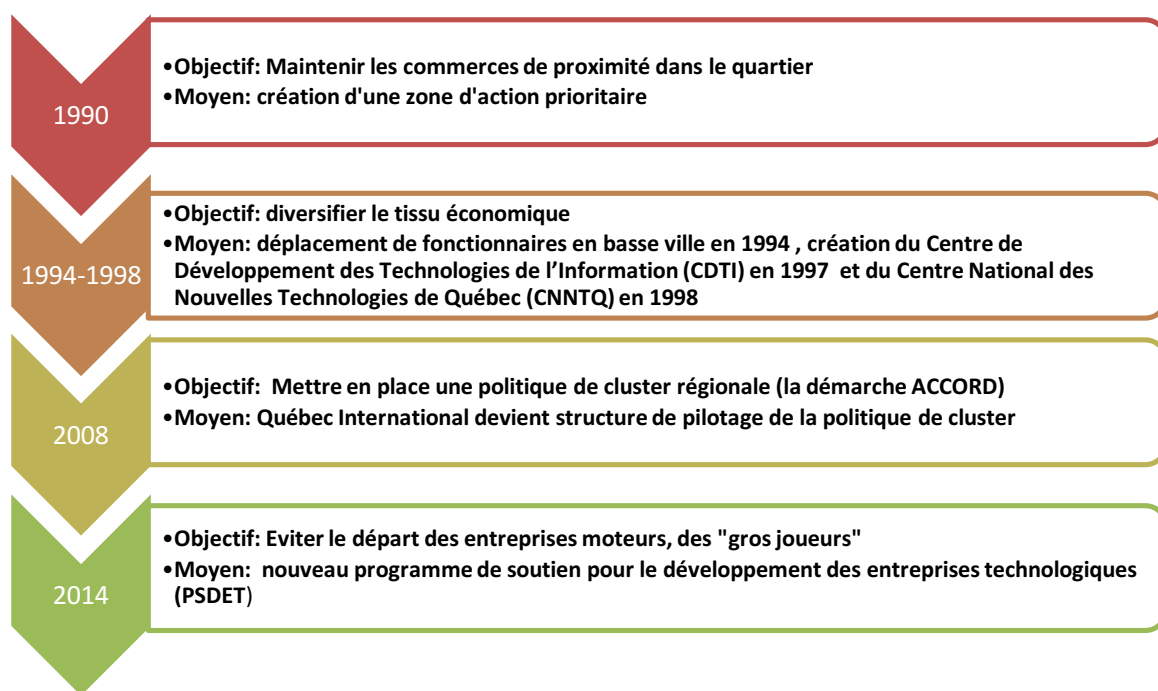 1990
•Objectif: Maintenir les commerces de proximité dans le quartier
•Moyen: création d'une zone d'action prioritaire
1994-1998
•Objectif: diversifier le tissu économique
•Moyen: déplacement de fonctionnaires en basse ville en 1994 , création du Centre de
Développement des Technologies de l’Information (CDTI) en 1997 et du Centre National des
Nouvelles Technologies de Québec (CNNTQ) en 1998
2008
•Objectif: Mettre en place une politique de cluster régionale (la démarche ACCORD)
•Moyen: Québec International devient structure de pilotage de la politique de cluster
2014
•Objectif: Eviter le départ des entreprises moteurs, des "gros joueurs"
•Moyen: nouveau programme de soutien pour le développement des entreprises technologiques
(PSDET)